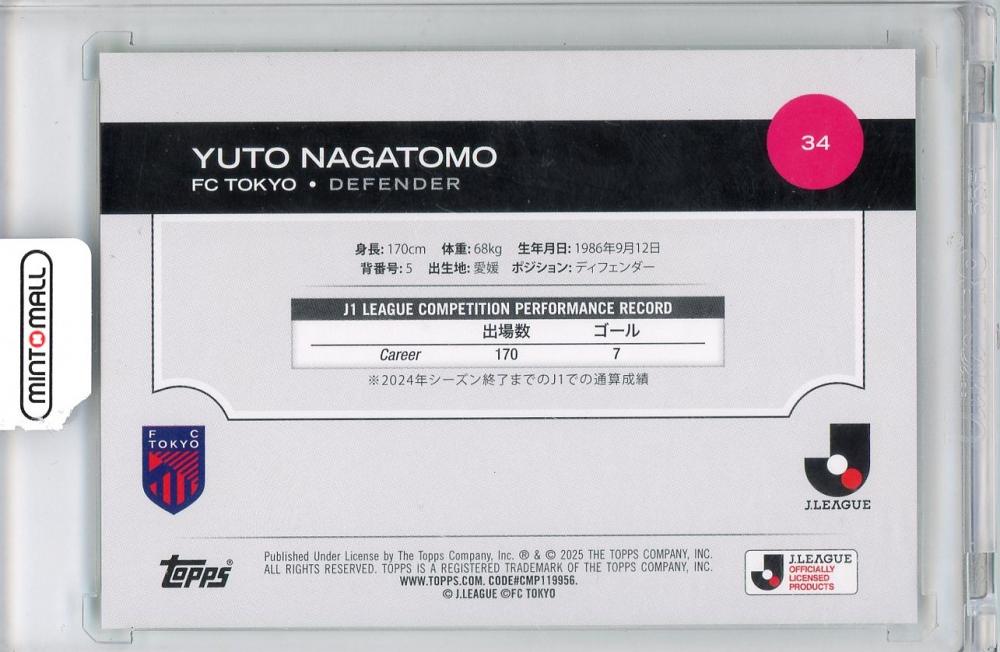 34
YUTO NAGATOMO
FC TOKYO • DEFENDER
身長: 170cm 体重: 68kg 生年月日: 1986年9月12日
背番号: 5 出生地: 愛媛 ポジション: ディフェンダー
J1 LEAGUE COMPETITION PERFORMANCE RECORD
出場数 ゴール
Career 170 7
※2024年シーズン終了までのJ1での通算成績
MINTOMALL
F C
TOKYO
J.LEAGUE
Topps®
Published Under License by The Topps Company, Inc. ® & © 2025 THE TOPPS COMPANY, INC.
ALL RIGHTS RESERVED. TOPPS IS A REGISTERED TRADEMARK OF THE TOPPS COMPANY, INC.
WWW.TOPPS.COM. CODE#CMP119956.
© J.LEAGUE ©FC TOKYO
J.LEAGUE
OFFICIALLY
LICENSED
PRODUCTS